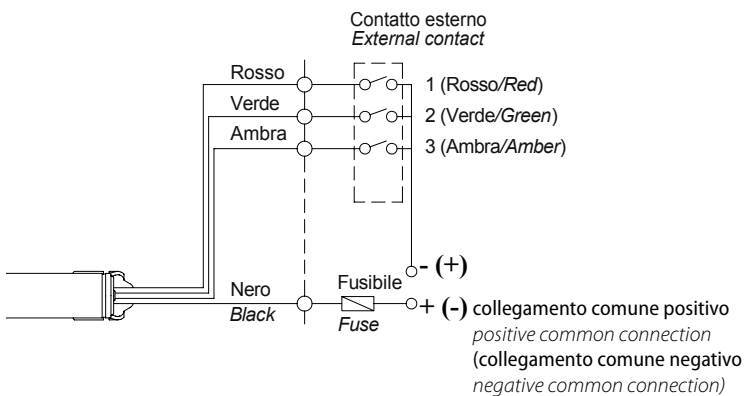 Contatto esterno
External contact
Rosso
1 (Rosso/Red)
Verde
2 (Verde/Green)
Ambra
3 (Ambra/Amber)
- (+)
Nero
Black
Fusibile
Fuse
+ (-) collegamento comune positivo
positive common connection
(collegamento comune negativo
negative common connection)